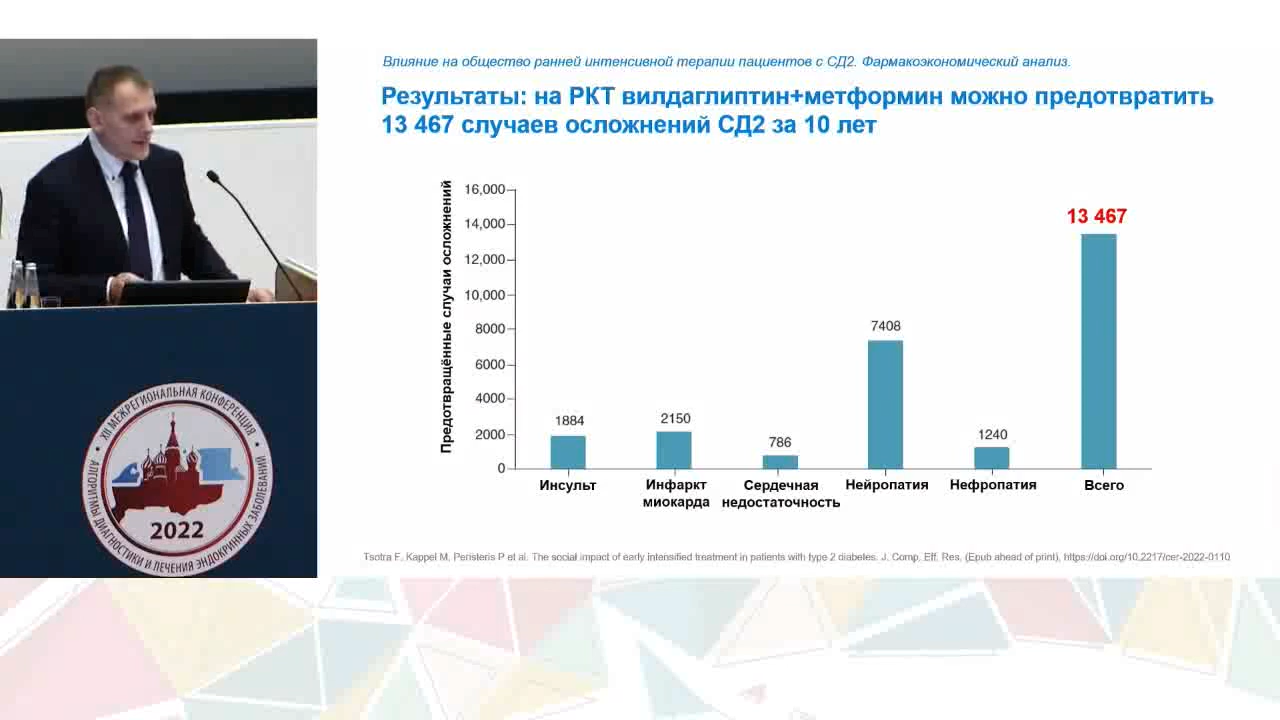 Влияние на общество ранней интенсивной терапии пациентов с СД2. Фармакоэкономический анализ.
Результаты: на РКТ вилдаглиптин+метформин можно предотвратить
13 467 случаев осложнений СД2 за 10 лет
Предотвращённые случаи осложнений
16,000
14,000
12,000
10,000
8000
6000
4000
2000
0
1884
2150
786
7408
1240
13 467
Инсульт
Инфаркт
миокарда
Сердечная
недостаточность
Нейропатия
Нефропатия
Всего
Tsotra F, Kappel M, Peristeris P et al. The social impact of early intensified treatment in patients with type 2 diabetes. J. Comp. Eff. Res. (Epub ahead of print), https://doi.org/10.2217/cer-2022-0110
XII МЕЖРЕГИОНАЛЬНАЯ КОНФЕРЕНЦИЯ
АЛГОРИТМЫ ДИАГНОСТИКИ И ЛЕЧЕНИЯ ЭНДОКРИННЫХ ЗАБОЛЕВАНИЙ
2022